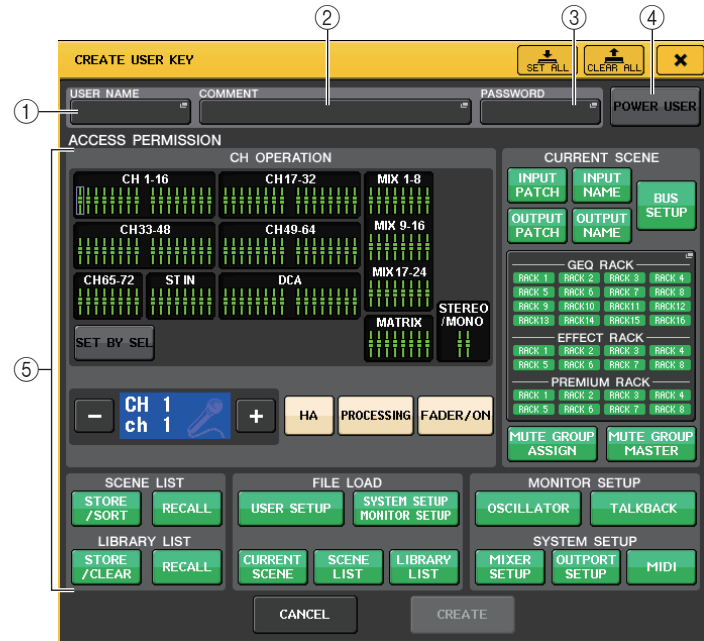 ② ③ ④
CREATE USER KEY SET ALL CLEAR ALL
① USER NAME COMMENT PASSWORD POWER USER
ACCESS PERMISSION
CH OPERATION
CH 1-16 CH17-32 MIX 1-8
CH33-48 CH49-64 MIX 9-16
CH65-72 ST IN DCA MIX17-24
MATRIX STEREO
/MONO
SET BY SEL
⑤
− CH 1
ch 1 +
HA PROCESSING FADER/ON
CURRENT SCENE
INPUT
PATCH
INPUT
NAME
BUS
SETUP
OUTPUT
PATCH
OUTPUT
NAME
GEQ RACK
RACK 1 RACK 2 RACK 3 RACK 4
RACK 5 RACK 6 RACK 7 RACK 8
RACK 9 RACK10 RACK11 RACK12
RACK13 RACK14 RACK15 RACK16
EFFECT RACK
RACK 1 RACK 2 RACK 3 RACK 4
RACK 5 RACK 6 RACK 7 RACK 8
PREMIUM RACK
RACK 1 RACK 2 RACK 3 RACK 4
RACK 5 RACK 6 RACK 7 RACK 8
MUTE GROUP
ASSIGN
MUTE GROUP
MASTER
SCENE LIST
STORE
/SORT
RECALL
LIBRARY LIST
STORE
/CLEAR
RECALL
FILE LOAD
USER SETUP
SYSTEM SETUP
MONITOR SETUP
CURRENT
SCENE
SCENE
LIST
LIBRARY
LIST
MONITOR SETUP
OSCILLATOR TALKBACK
SYSTEM SETUP
MIXER
SETUP
OUTPORT
SETUP
MIDI
CANCEL CREATE